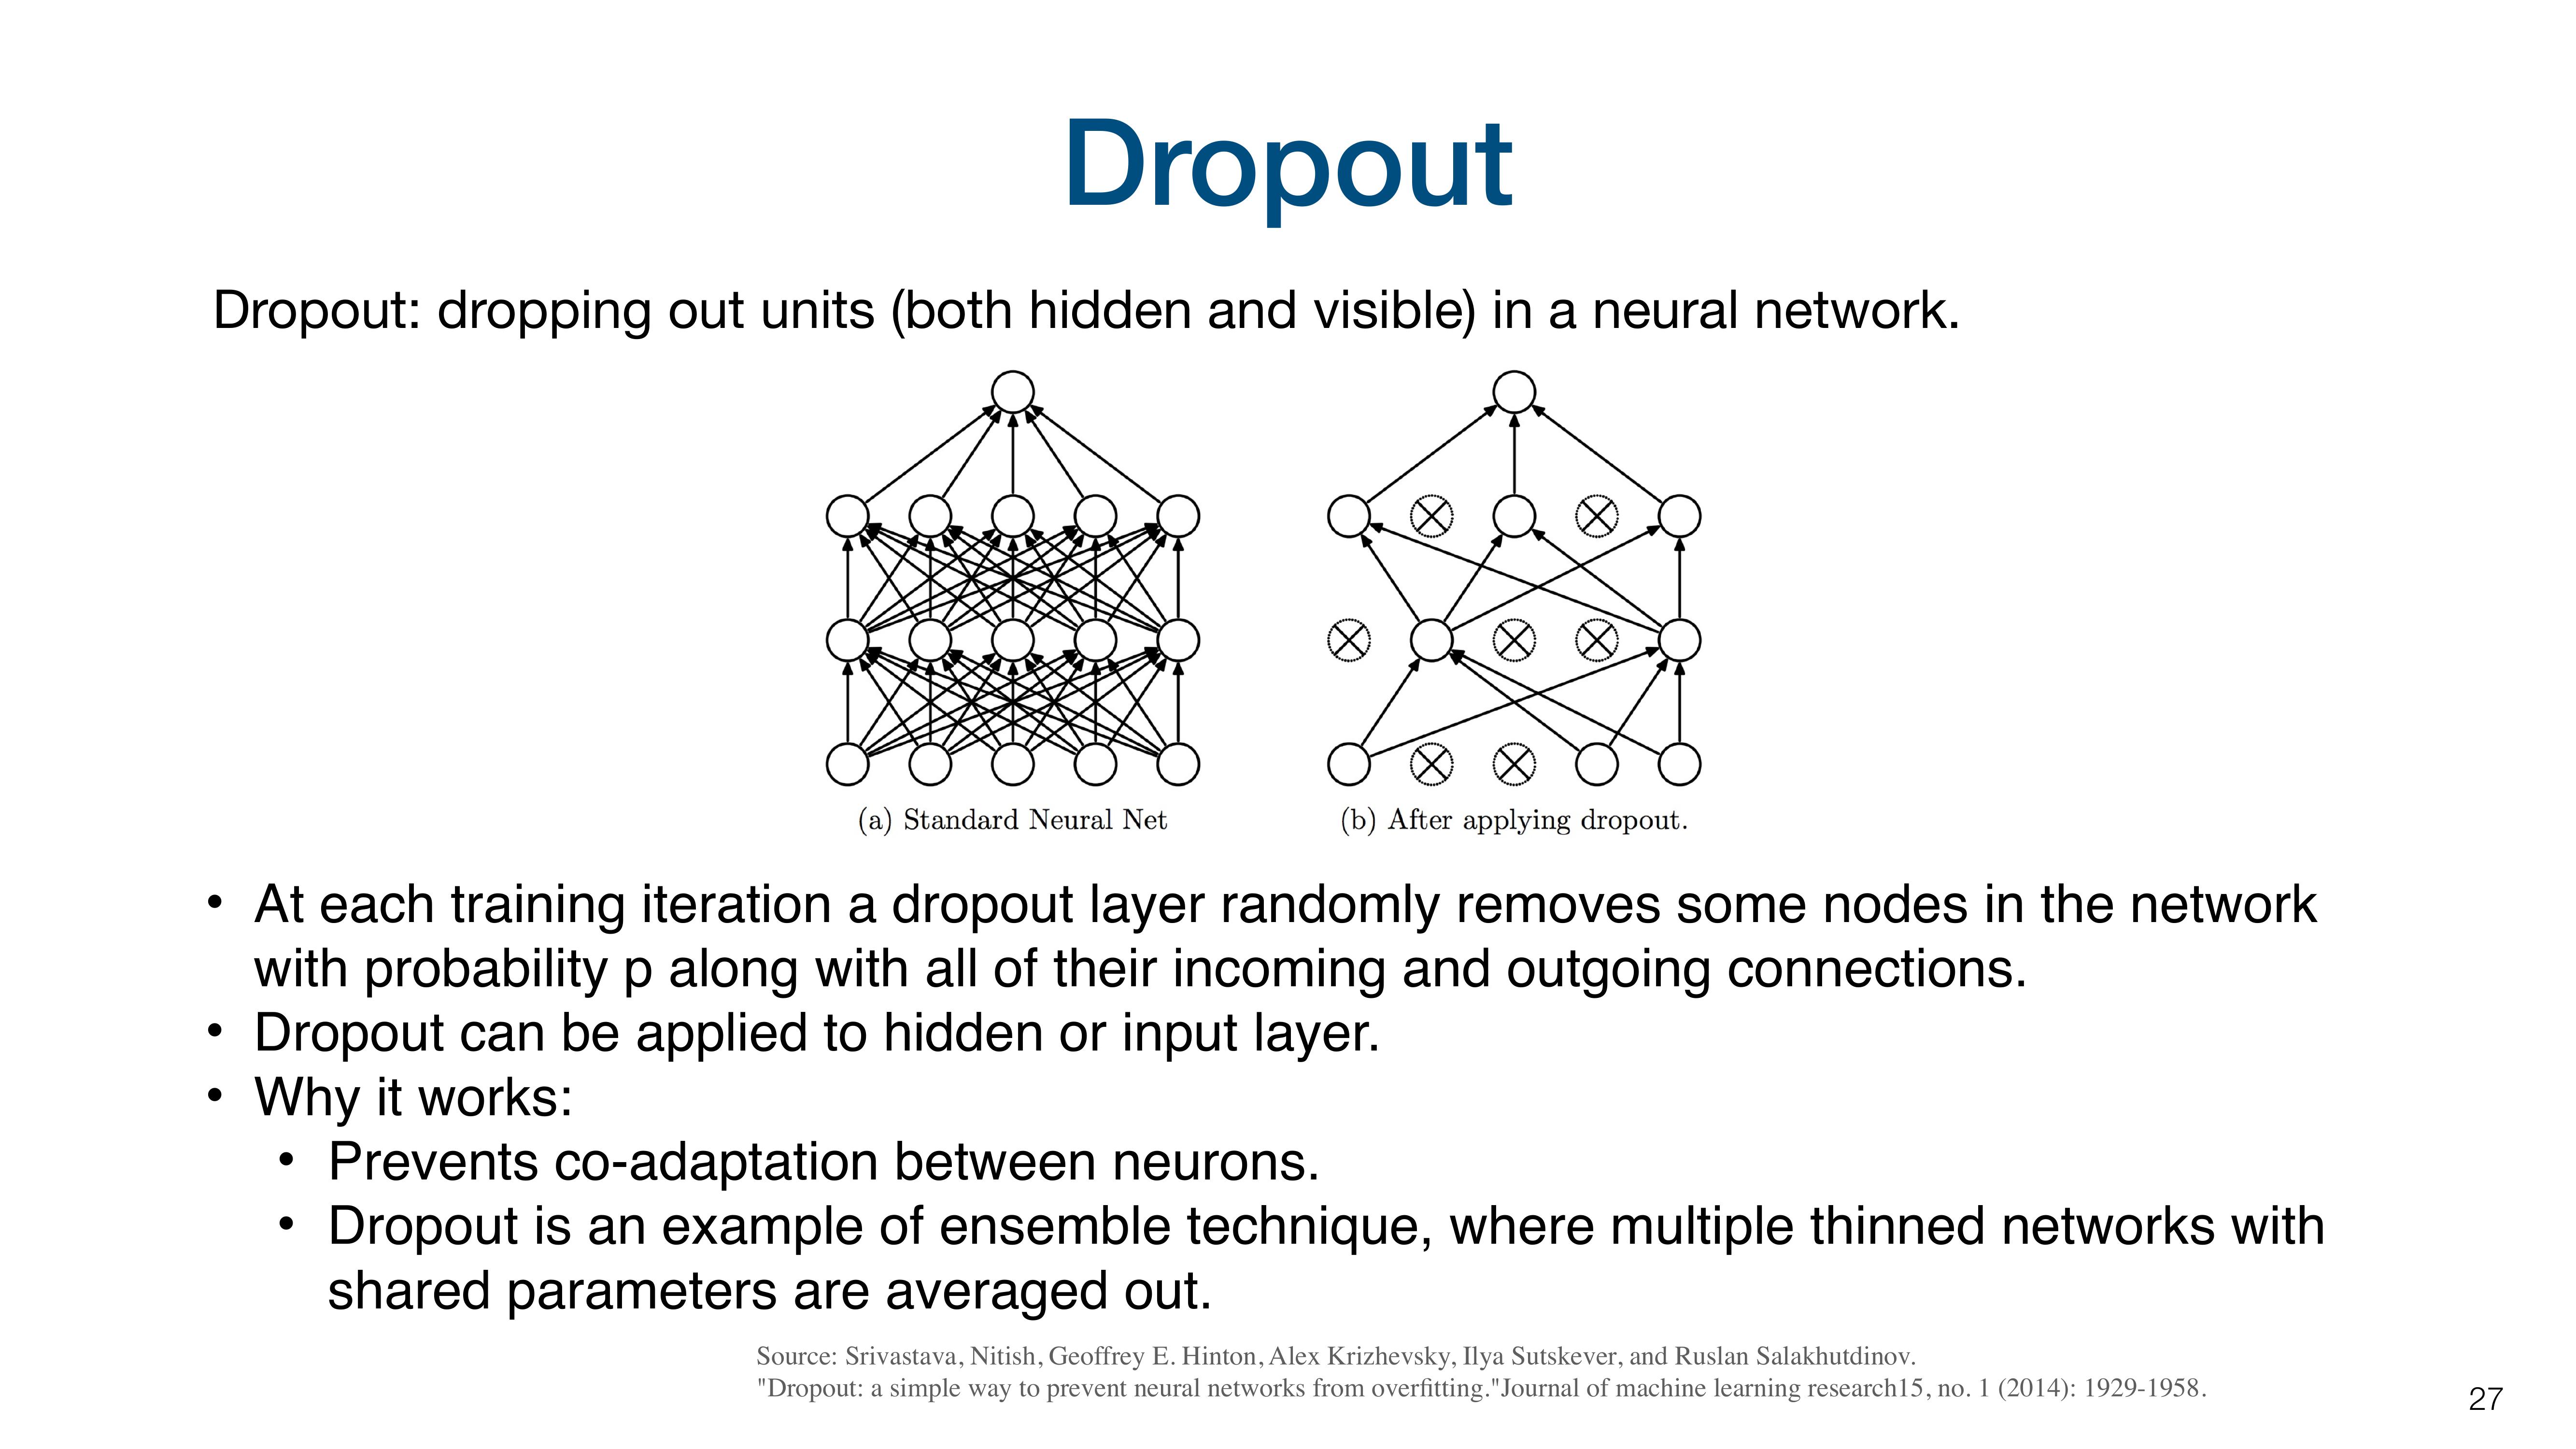 Dropout
Dropout: dropping out units (both hidden and visible) in a neural network.
(a) Standard Neural Net
(b) After applying dropout.
• At each training iteration a dropout layer randomly removes some nodes in the network
with probability p along with all of their incoming and outgoing connections.
• Dropout can be applied to hidden or input layer.
• Why it works:
• Prevents co-adaptation between neurons.
• Dropout is an example of ensemble technique, where multiple thinned networks with
shared parameters are averaged out.
Source: Srivastava, Nitish, Geoffrey E. Hinton, Alex Krizhevsky, Ilya Sutskever, and Ruslan Salakhutdinov.
"Dropout: a simple way to prevent neural networks from overfitting."Journal of machine learning research15, no. 1 (2014): 1929-1958.
27